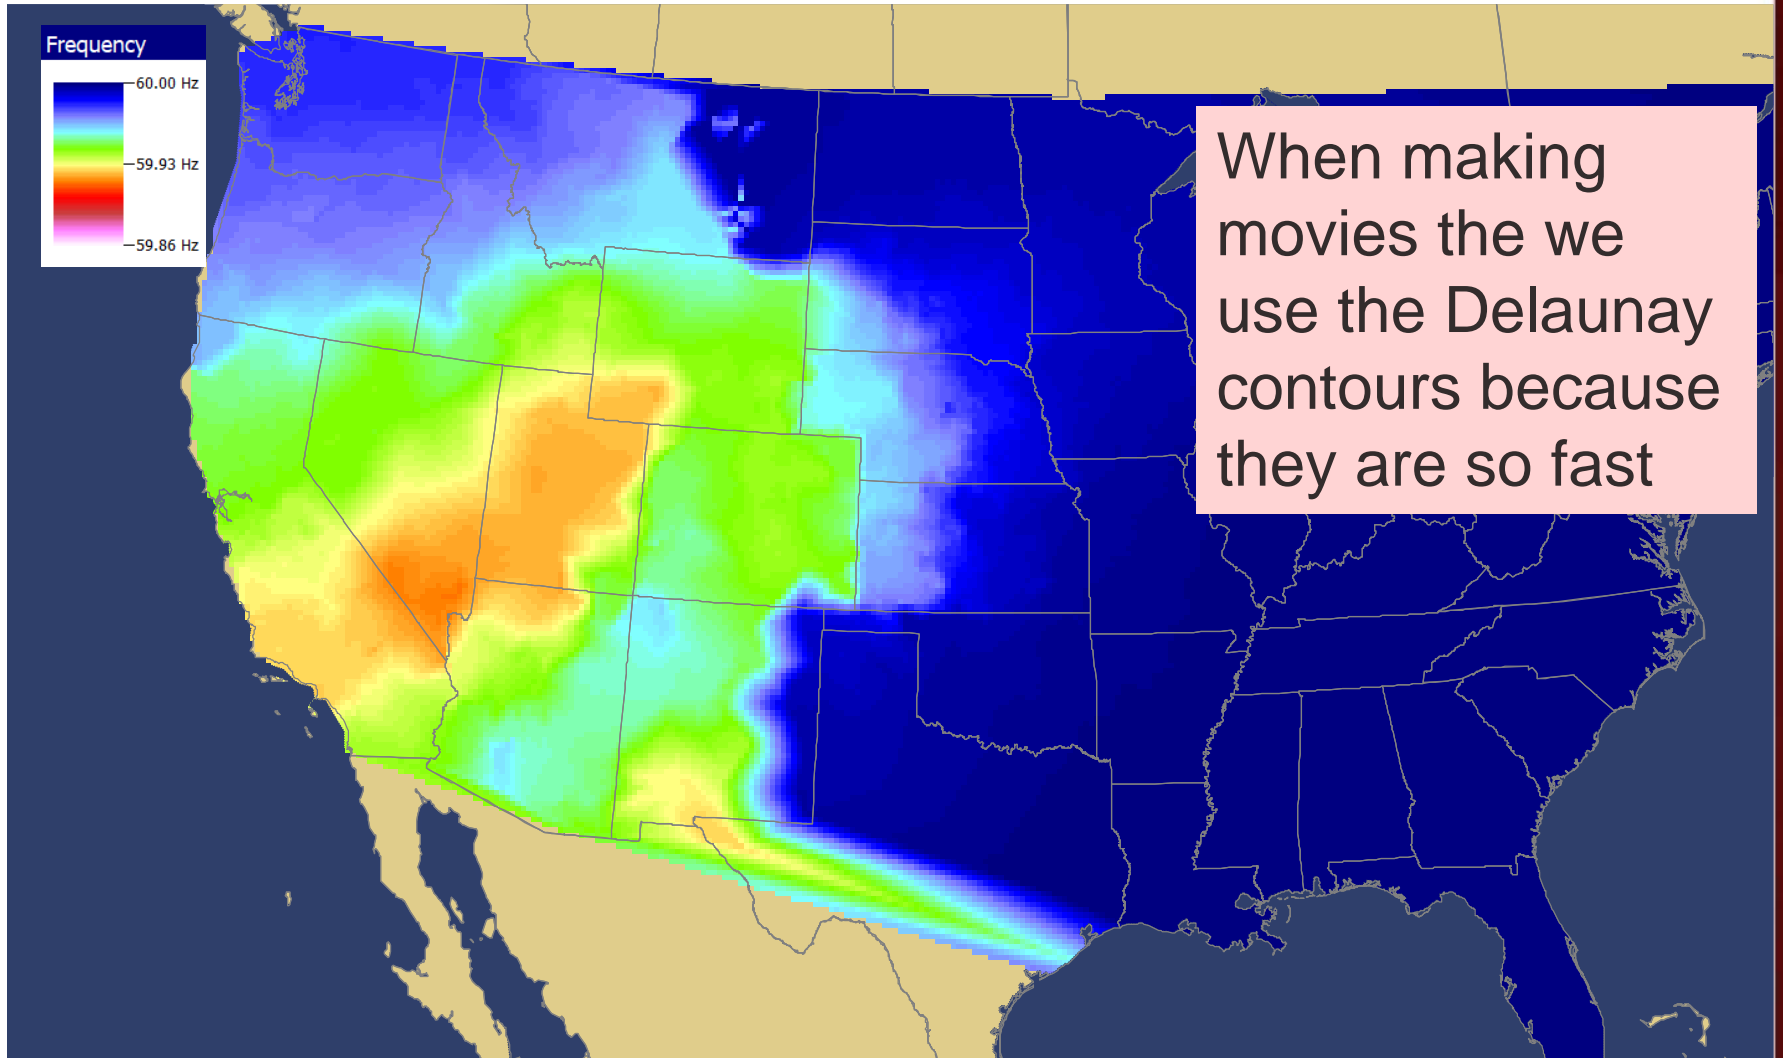 Frequency
60.00 Hz
59.93 Hz
59.86 Hz
When making
movies the we
use the Delaunay
contours because
they are so fast